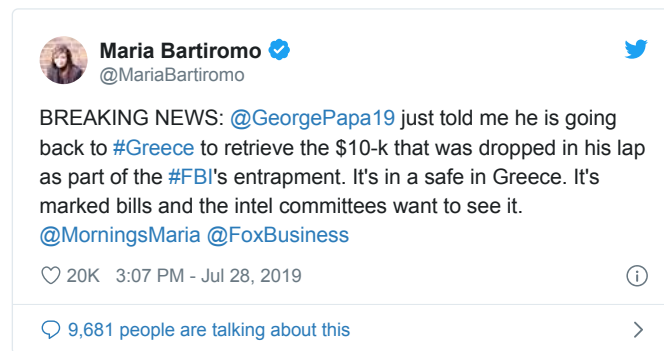 Maria Bartiromo
@MariaBartiromo
BREAKING NEWS: @GeorgePapa19 just told me he is going
back to #Greece to retrieve the $10-k that was dropped in his lap
as part of the #FBI's entrapment. It's in a safe in Greece. It's
marked bills and the intel committees want to see it.
@MorningsMaria @FoxBusiness
20K 3:07 PM - Jul 28, 2019
9,681 people are talking about this